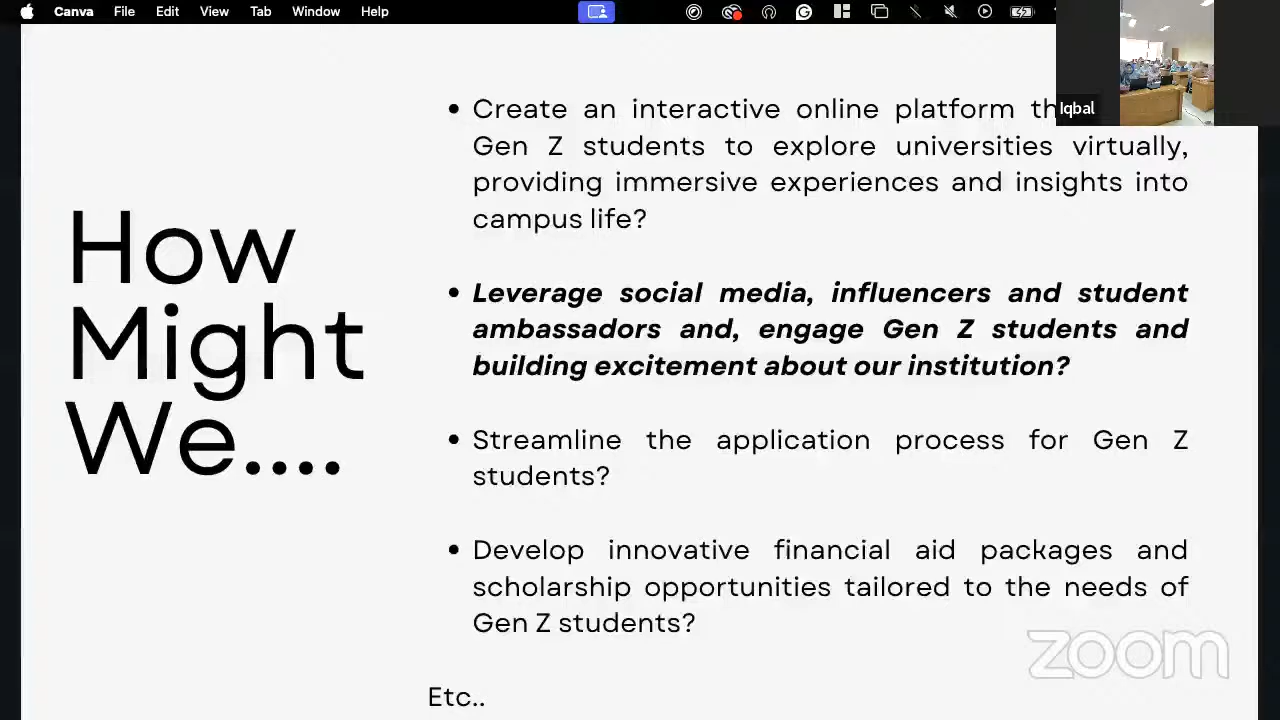 Canva File Edit View Tab Window Help
Iqbal
How
Might
We....
• Create an interactive online platform
Gen Z students to explore universities virtually,
providing immersive experiences and insights into
campus life?
• Leverage social media, influencers and student
ambassadors and, engage Gen Z students and
building excitement about our institution?
• Streamline the application process for Gen Z
students?
• Develop innovative financial aid packages and
scholarship opportunities tailored to the needs of
Gen Z students?
Etc..
zoom